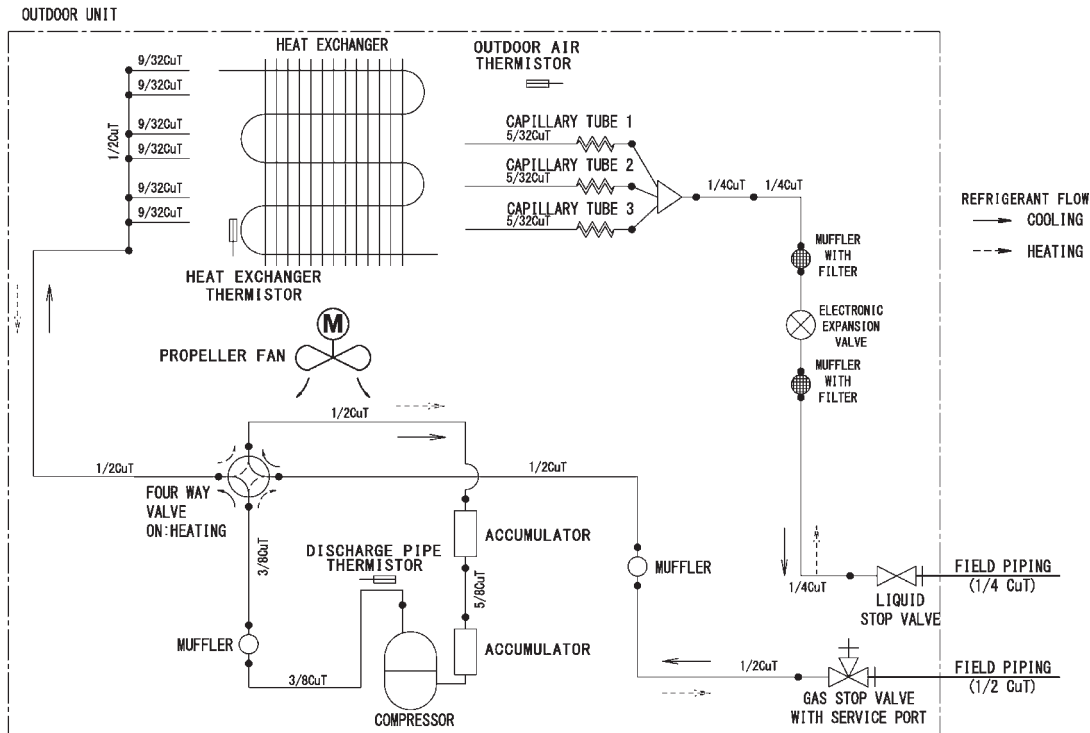 OUTDOOR UNIT
HEAT EXCHANGER
OUTDOOR AIR
THERMISTOR
9/32CuT
9/32CuT
9/32CuT
9/32CuT
9/32CuT
9/32CuT
1/2CuT
CAPILLARY TUBE 1
5/32CuT
CAPILLARY TUBE 2
5/32CuT
CAPILLARY TUBE 3
5/32CuT
1/4CuT
1/4CuT
REFRIGERANT FLOW
COOLING
HEATING
MUFFLER
WITH
FILTER
HEAT EXCHANGER
THERMISTOR
ELECTRONIC
EXPANSION
VALVE
M
PROPELLER FAN
MUFFLER
WITH
FILTER
1/2CuT
1/2CuT
1/2CuT
FOUR WAY
VALVE
ON:HEATING
3/8CuT
ACCUMULATOR
DISCHARGE PIPE
THERMISTOR
5/8CuT
MUFFLER
1/4CuT
FIELD PIPING
(1/4 CuT)
LIQUID
STOP VALVE
MUFFLER
ACCUMULATOR
3/8CuT
COMPRESSOR
1/2CuT
FIELD PIPING
(1/2 CuT)
GAS STOP VALVE
WITH SERVICE PORT